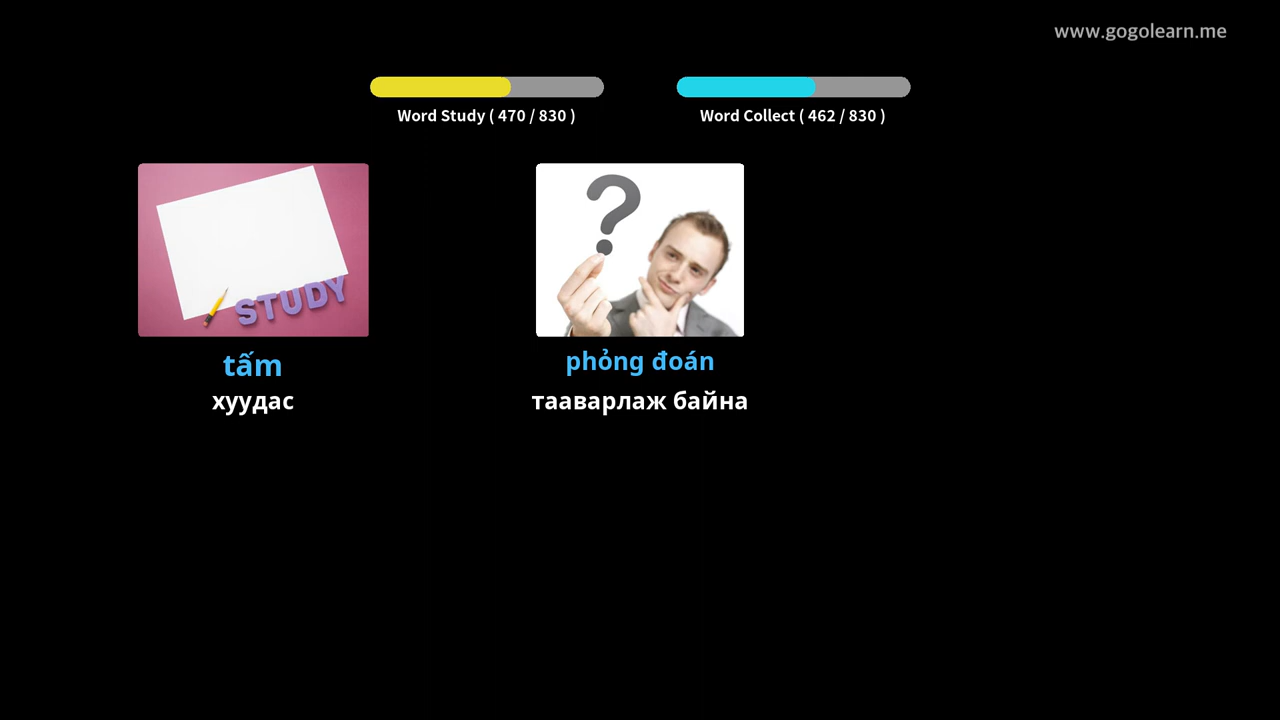 www.gogolearn.me
Word Study ( 470 / 830 )
Word Collect ( 462 / 830 )
STUDY
tấm
хуудас
?
phỏng đoán
тааварлаж байна